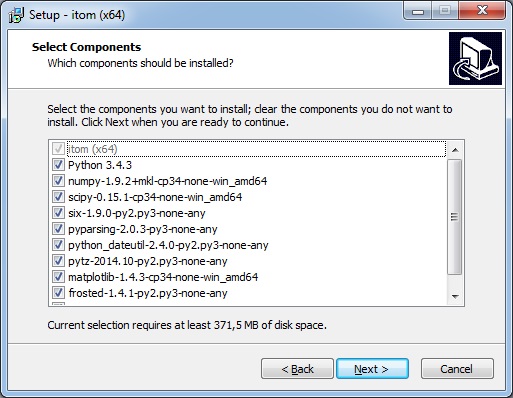 Setup - itom (x64)
Select Components
Which components should be installed?
Select the components you want to install; clear the components you do not want to
install. Click Next when you are ready to continue.
itom (x64)
Python 3.4.3
numpy-1.9.2+mkl-cp34-none-win_amd64
scipy-0.15.1-cp34-none-win_amd64
six-1.9.0-py2.py3-none-any
pyparsing-2.0.3-py3-none-any
python_dateutil-2.4.0-py2.py3-none-any
pytz-2014.10-py2.py3-none-any
matplotlib-1.4.3-cp34-none-win_amd64
frosted-1.4.1-py2.py3-none-any
Current selection requires at least 371,5 MB of disk space.
< Back
Next >
Cancel